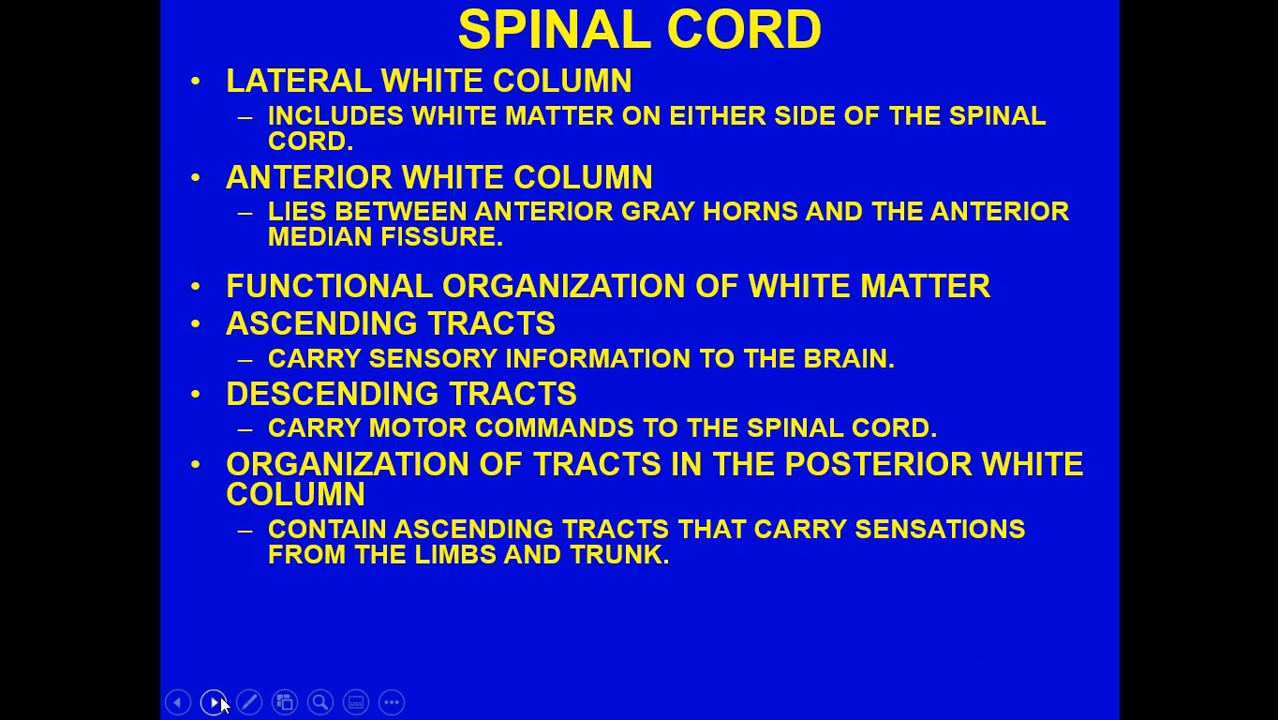 SPINAL CORD
• LATERAL WHITE COLUMN
– INCLUDES WHITE MATTER ON EITHER SIDE OF THE SPINAL
CORD.
• ANTERIOR WHITE COLUMN
– LIES BETWEEN ANTERIOR GRAY HORNS AND THE ANTERIOR
MEDIAN FISSURE.
• FUNCTIONAL ORGANIZATION OF WHITE MATTER
• ASCENDING TRACTS
– CARRY SENSORY INFORMATION TO THE BRAIN.
• DESCENDING TRACTS
– CARRY MOTOR COMMANDS TO THE SPINAL CORD.
• ORGANIZATION OF TRACTS IN THE POSTERIOR WHITE
COLUMN
– CONTAIN ASCENDING TRACTS THAT CARRY SENSATIONS
FROM THE LIMBS AND TRUNK.